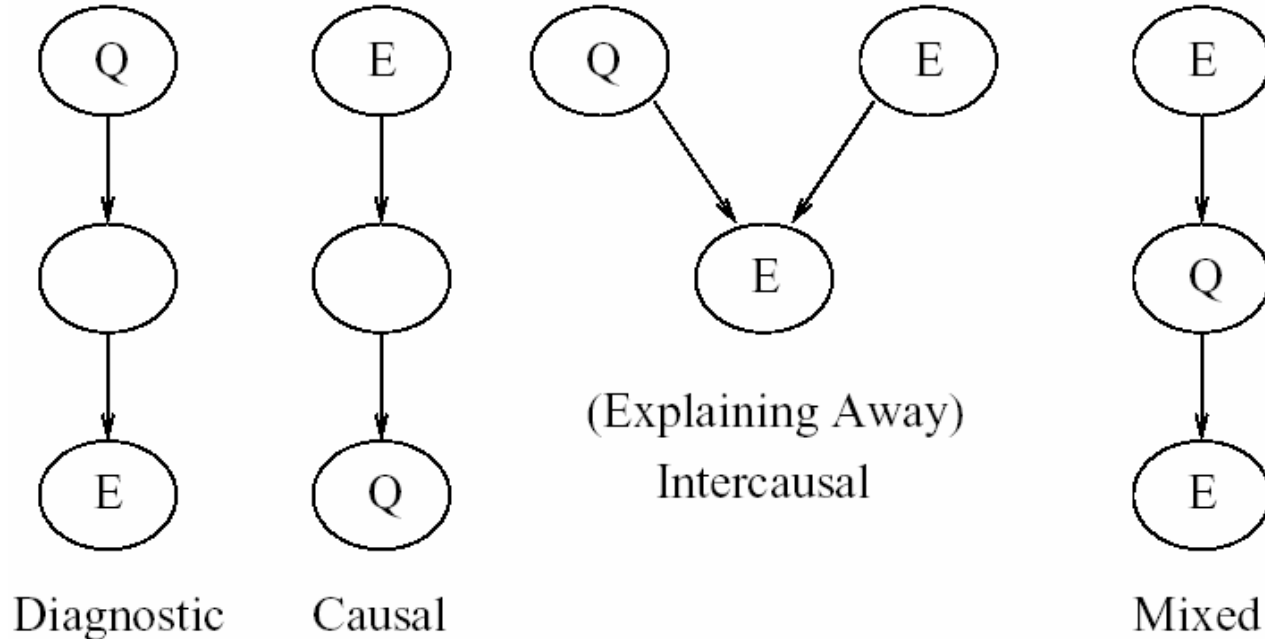 Q
E
Q
E
E
E
Q
(Explaining Away)
Intercausal
E
Q
E
Diagnostic
Causal
Mixed